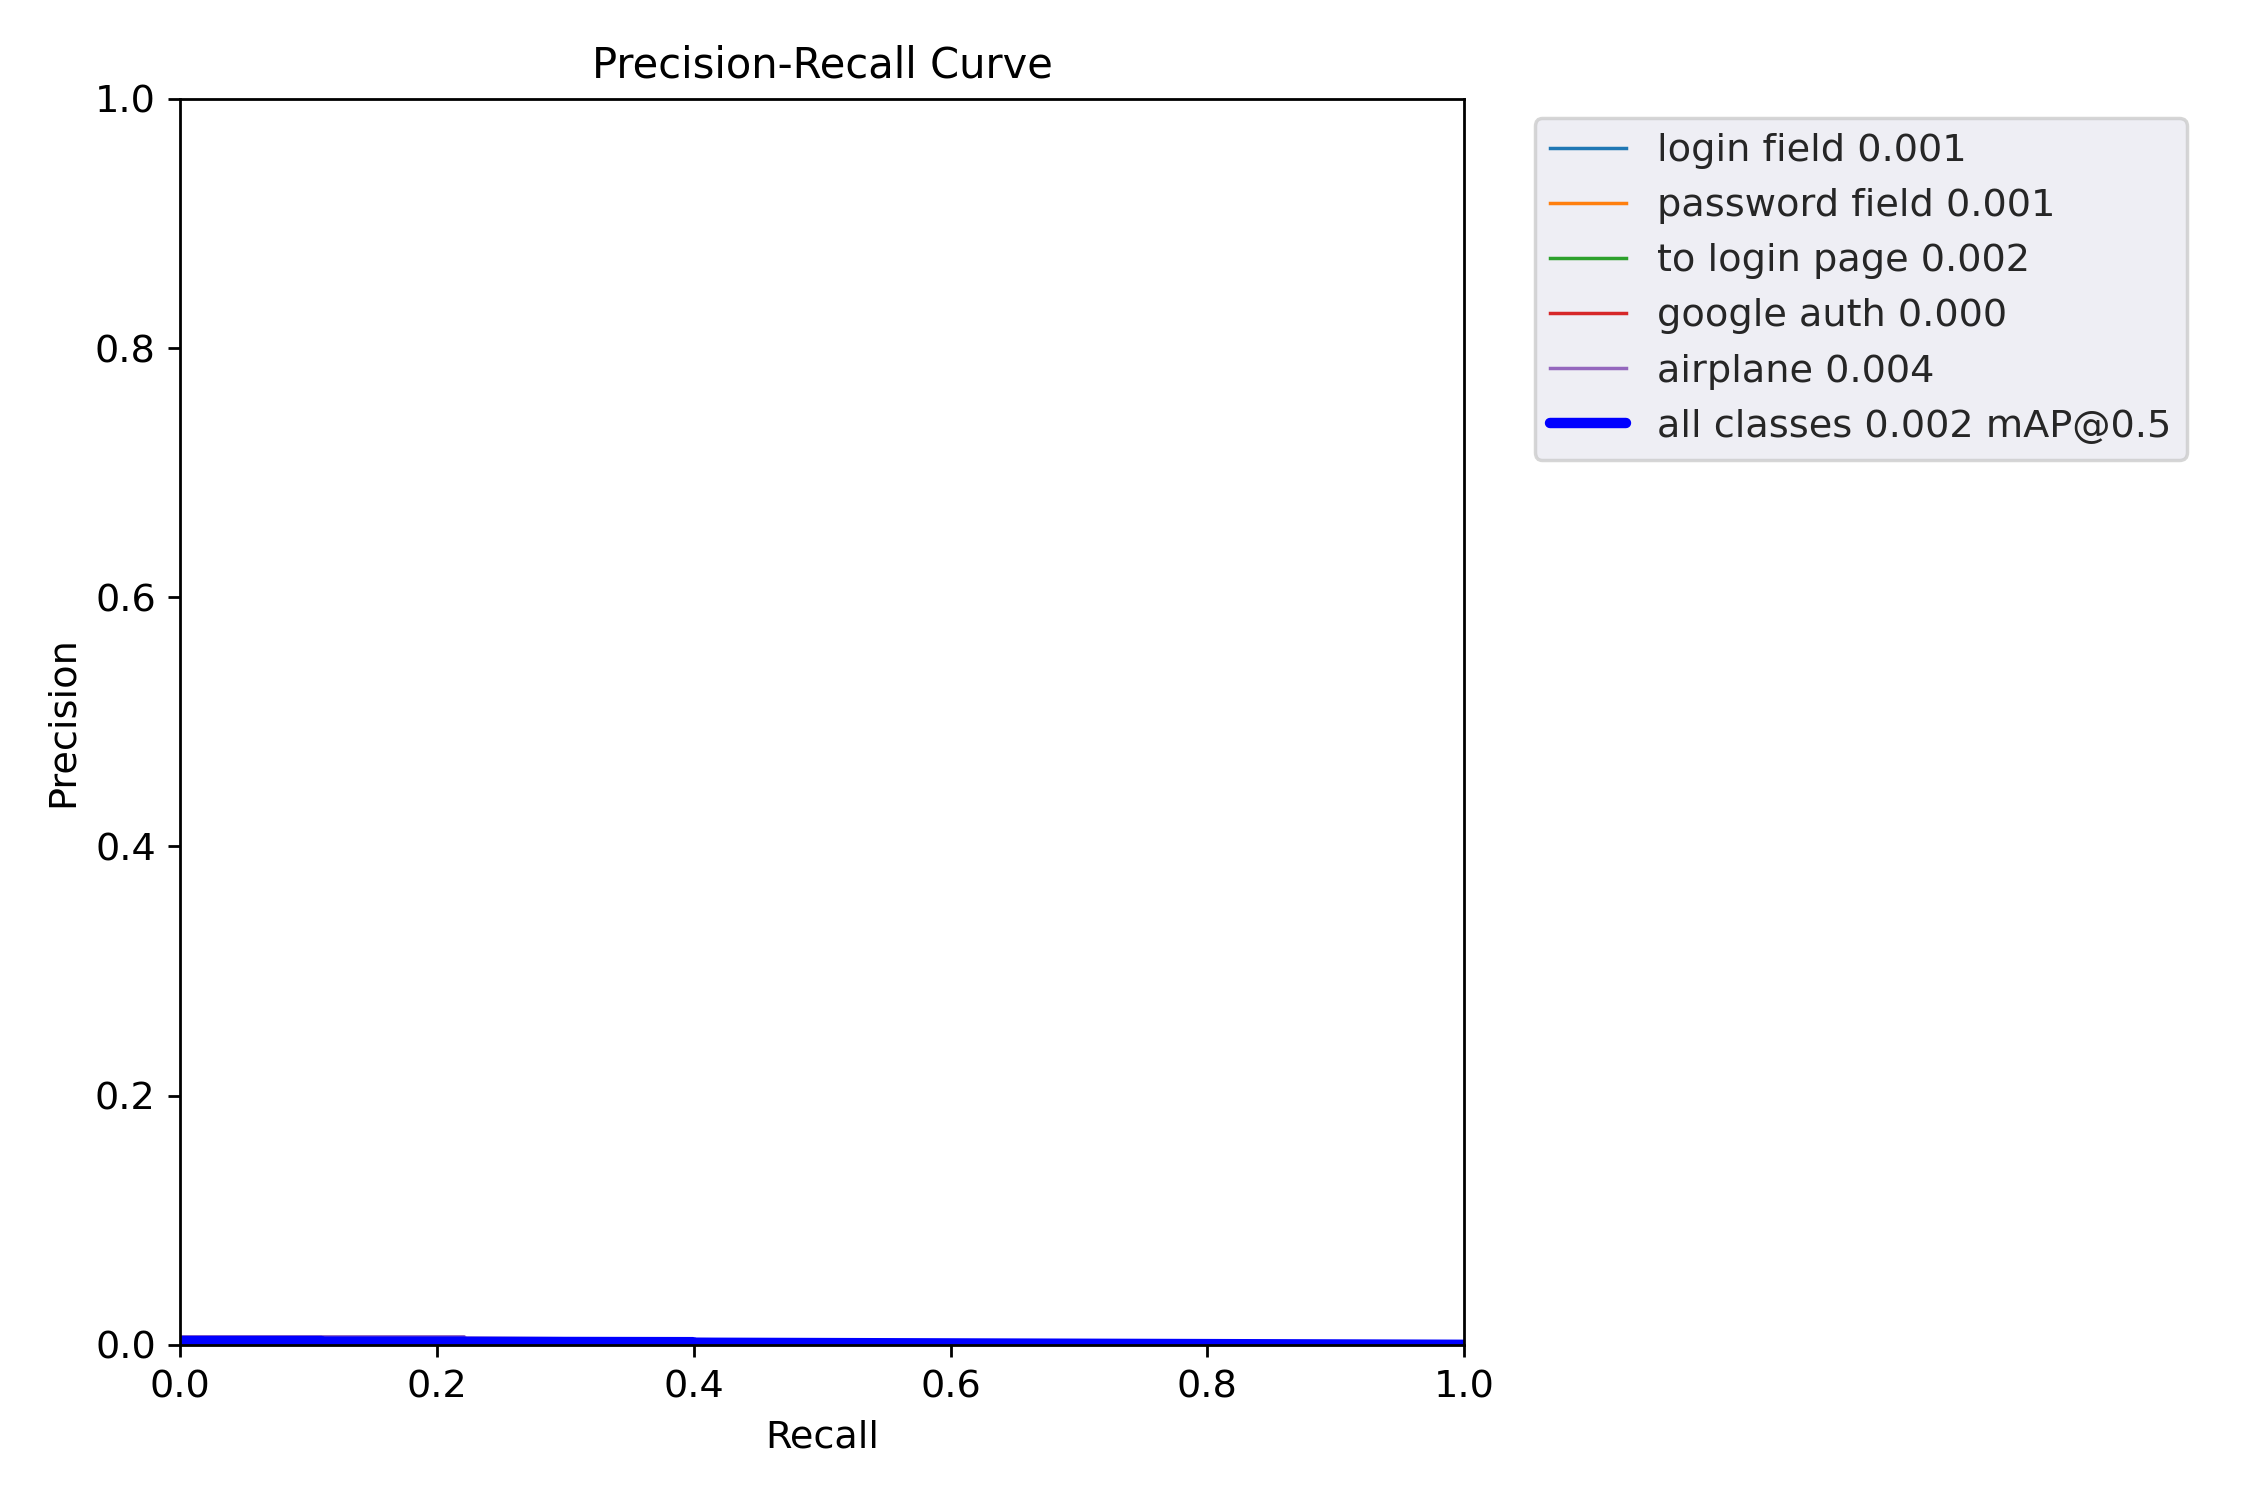 Precision-Recall Curve
1.0
0.8
0.6
0.4
0.2
0.0
Precision
0.0 0.2 0.4 0.6 0.8 1.0
Recall
login field 0.001
password field 0.001
to login page 0.002
google auth 0.000
airplane 0.004
all classes 0.002 mAP@0.5